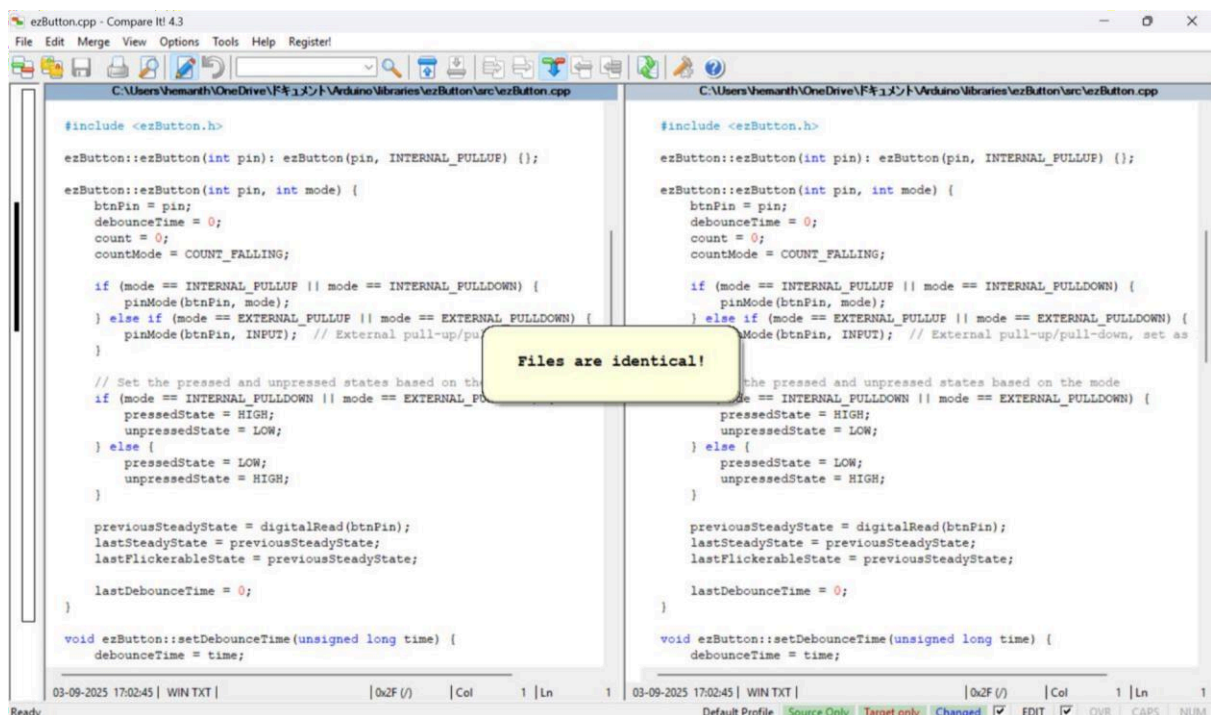 ezButton.cpp - Compare It! 4.3
File Edit Merge View Options Tools Help Register!
C:\Users\hemanth\OneDrive\ドキュメント\Arduino\libraries\ezButton\src\ezButton.cpp
#include <ezButton.h>
ezButton::ezButton(int pin): ezButton(pin, INTERNAL_PULLUP) {};
ezButton::ezButton(int pin, int mode) {
btnPin = pin;
debounceTime = 0;
count = 0;
countMode = COUNT_FALLING;
if (mode == INTERNAL_PULLUP || mode == INTERNAL_PULLDOWN) {
pinMode(btnPin, mode);
} else if (mode == EXTERNAL_PULLUP || mode == EXTERNAL_PULLDOWN) {
pinMode(btnPin, INPUT); // External pull-up/pu
}
// Set the pressed and unpressed states based on the
if (mode == INTERNAL_PULLDOWN || mode == EXTERNAL_PU
pressedState = HIGH;
unpressedState = LOW;
} else {
pressedState = LOW;
unpressedState = HIGH;
}
previousSteadyState = digitalRead(btnPin);
lastSteadyState = previousSteadyState;
lastFlickerableState = previousSteadyState;
lastDebounceTime = 0;
}
void ezButton::setDebounceTime(unsigned long time) {
debounceTime = time;
03-09-2025 17:02:45 | WIN TXT | | 0x2F (/) | Col 1 | Ln 1
Files are identical!
C:\Users\hemanth\OneDrive\ドキュメント\Arduino\libraries\ezButton\src\ezButton.cpp
#include <ezButton.h>
ezButton::ezButton(int pin): ezButton(pin, INTERNAL_PULLUP) {};
ezButton::ezButton(int pin, int mode) {
btnPin = pin;
debounceTime = 0;
count = 0;
countMode = COUNT_FALLING;
if (mode == INTERNAL_PULLUP || mode == INTERNAL_PULLDOWN) {
pinMode(btnPin, mode);
} else if (mode == EXTERNAL_PULLUP || mode == EXTERNAL_PULLDOWN) {
Mode(btnPin, INPUT); // External pull-up/pull-down, set as
the pressed and unpressed states based on the mode
== INTERNAL_PULLDOWN || mode == EXTERNAL_PULLDOWN) {
pressedState = HIGH;
unpressedState = LOW;
} else {
pressedState = LOW;
unpressedState = HIGH;
}
previousSteadyState = digitalRead(btnPin);
lastSteadyState = previousSteadyState;
lastFlickerableState = previousSteadyState;
lastDebounceTime = 0;
}
void ezButton::setDebounceTime(unsigned long time) {
debounceTime = time;
03-09-2025 17:02:45 | WIN TXT | | 0x2F (/) | Col 1 | Ln 1
Ready Default Profile Source Only Target only Changed EDIT OVR CAPS NUM